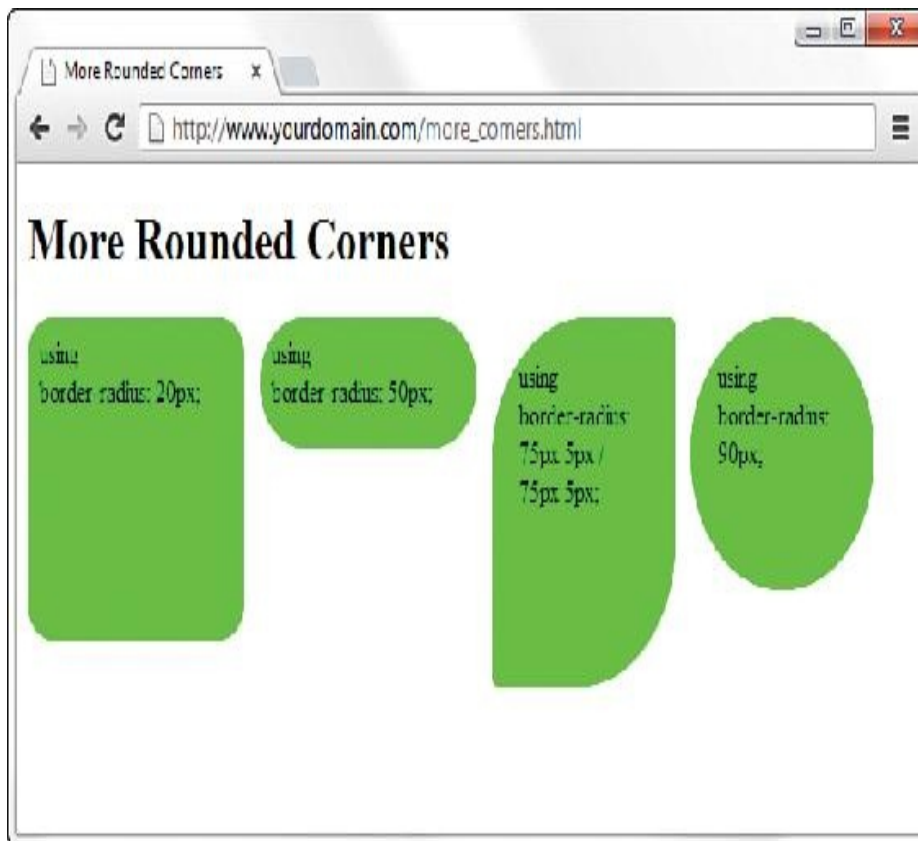 More Rounded Corners
http://www.yourdomain.com/more_corners.html
More Rounded Corners
using
border-radius: 20px;
using
border-radius: 50px;
using
border-radius:
75px 5px /
75px 5px;
using
border-radius:
90px;